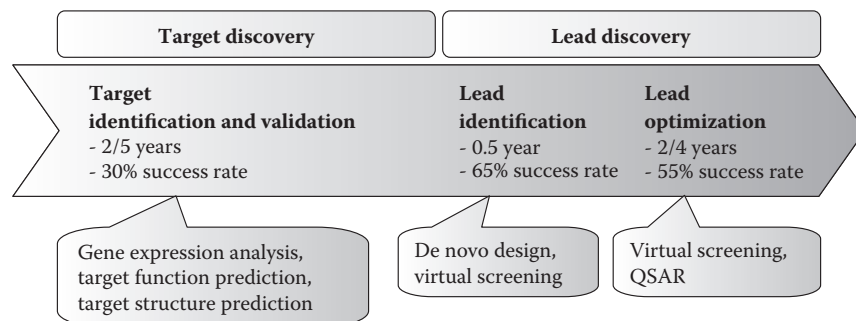 Target discovery
Lead discovery
Target
identification and validation
- 2/5 years
- 30% success rate
Lead
identification
- 0.5 year
- 65% success rate
Lead
optimization
- 2/4 years
- 55% success rate
Gene expression analysis,
target function prediction,
target structure prediction
De novo design,
virtual screening
Virtual screening,
QSAR